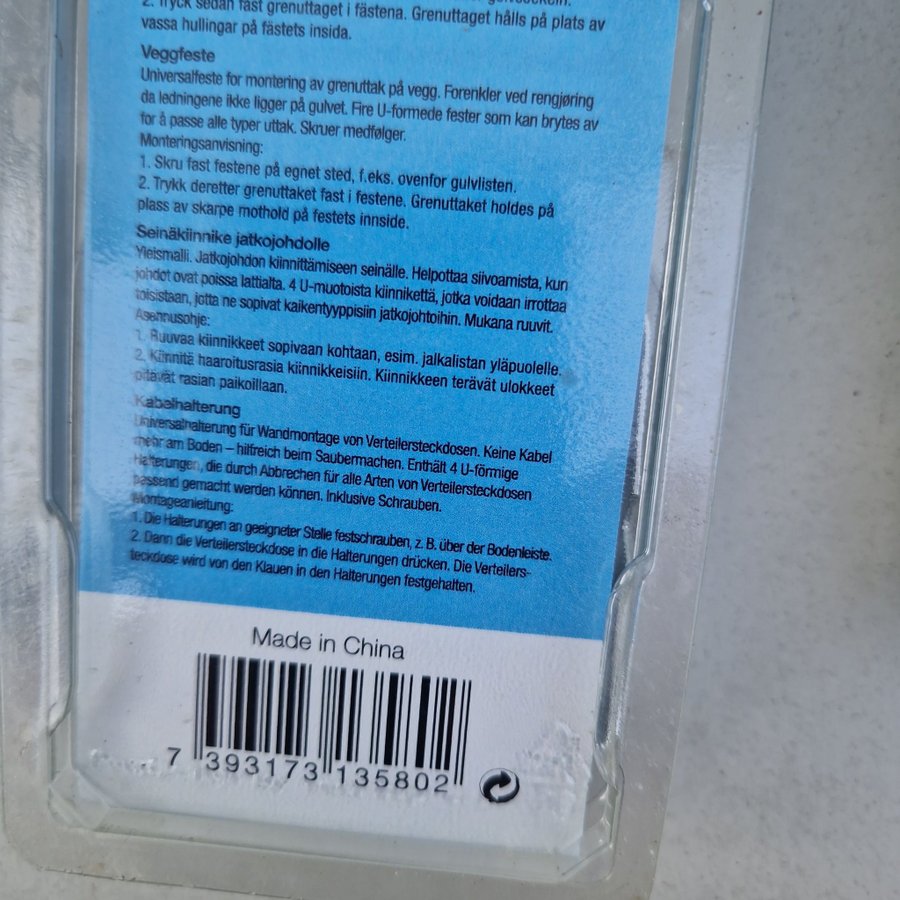 2. Tryck sedan fast grenuttaget i fästena. Grenuttaget hålls på plats av
vassa hullingar på fästets insida.
Veggfeste
Universalfeste for montering av grenuttak på vegg. Forenkler ved rengjøring
da ledningene ikke ligger på gulvet. Fire U-formede fester som kan brytes av
for å passe alle typer uttak. Skruer medfølger.
Monteringsanvisning:
1. Skru fast festene på egnet sted, f.eks. ovenfor gulvlisten.
2. Trykk deretter grenuttaket fast i festene. Grenuttaket holdes på
plass av skarpe mothold på festets innside.
Seinäkiinnike jatkojohdolle
Yleismalli. Jatkojohdon kiinnittämiseen seinälle. Helpottaa siivoamista, kun
johdot ovat poissa lattialta. 4 U-muotoista kiinnikettä, jotka voidaan irrottaa
toisistaan, jotta ne sopivat kaikentyyppisiin jatkojohtoihin. Mukana ruuvit.
Asennusohje:
1. Ruuvaa kiinnikkeet sopivaan kohtaan, esim. jalkalistan yläpuolelle.
2. Kiinnitä haaroitusrasia kiinnikkeisiin. Kiinnikkeen terävät ulokkeet
pitävät rasian paikoillaan.
Kabelhalterung
Universalhalterung für Wandmontage von Verteilersteckdosen. Keine Kabel
mehr am Boden – hilfreich beim Saubermachen. Enthält 4 U-förmige
Halterungen, die durch Abbrechen für alle Arten von Verteilersteckdosen
passend gemacht werden können. Inklusive Schrauben.
Montageanleitung:
1. Die Halterungen an geeigneter Stelle festschrauben, z. B. über der Bodenleiste.
2. Dann die Verteilersteckdose in die Halterungen drücken. Die Verteilers-
teckdose wird von den Klauen in den Halterungen festgehalten.
Made in China
7 393173 135802